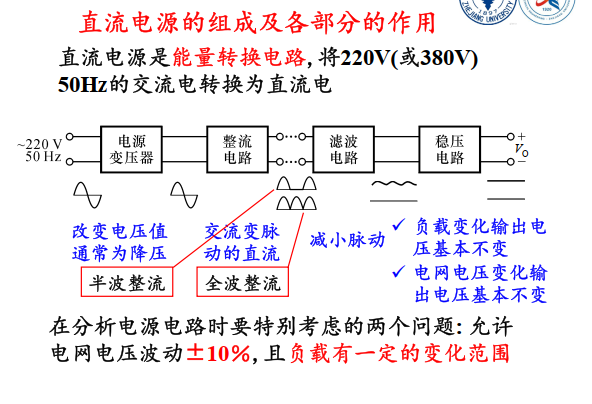 直流电源的组成及各部分的作用
直流电源是能量转换电路,将220V(或380V)
50Hz的交流电转换为直流电
~220 V
50 Hz
电源
变压器
整流
电路
滤波
电路
稳压
电路
+
Vo
−
改变电压值
通常为降压
交流变脉
动的直流
减小脉动
✓ 负载变化输出电
压基本不变
✓ 电网电压变化输
出电压基本不变
半波整流
全波整流
在分析电源电路时要特别考虑的两个问题: 允许
电网电压波动±10%, 且负载有一定的变化范围